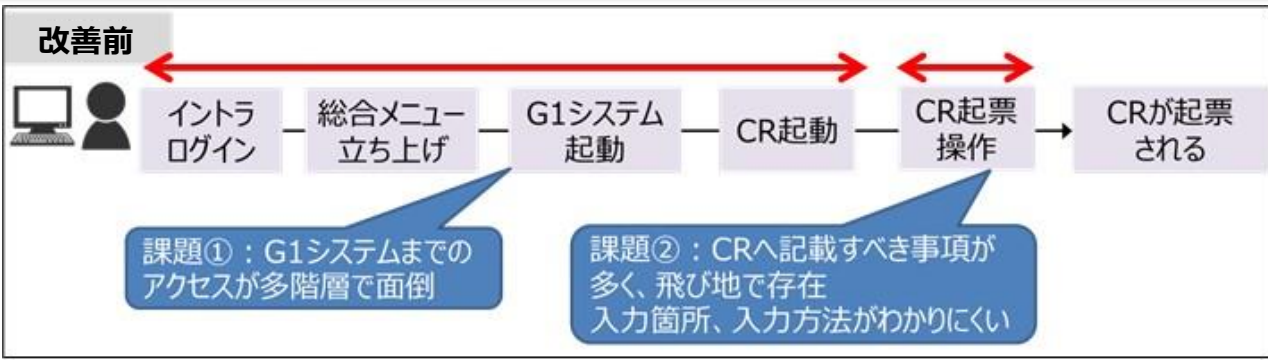 改善前
イントラ
ログイン
総合メニュー
立ち上げ
G1システム
起動
CR起動
CR起票
操作
CRが起票
される
課題①：G1システムまでの
アクセスが多階層で面倒
課題②：CRへ記載すべき事項が
多く、飛び地で存在
入力箇所、入力方法がわかりにくい